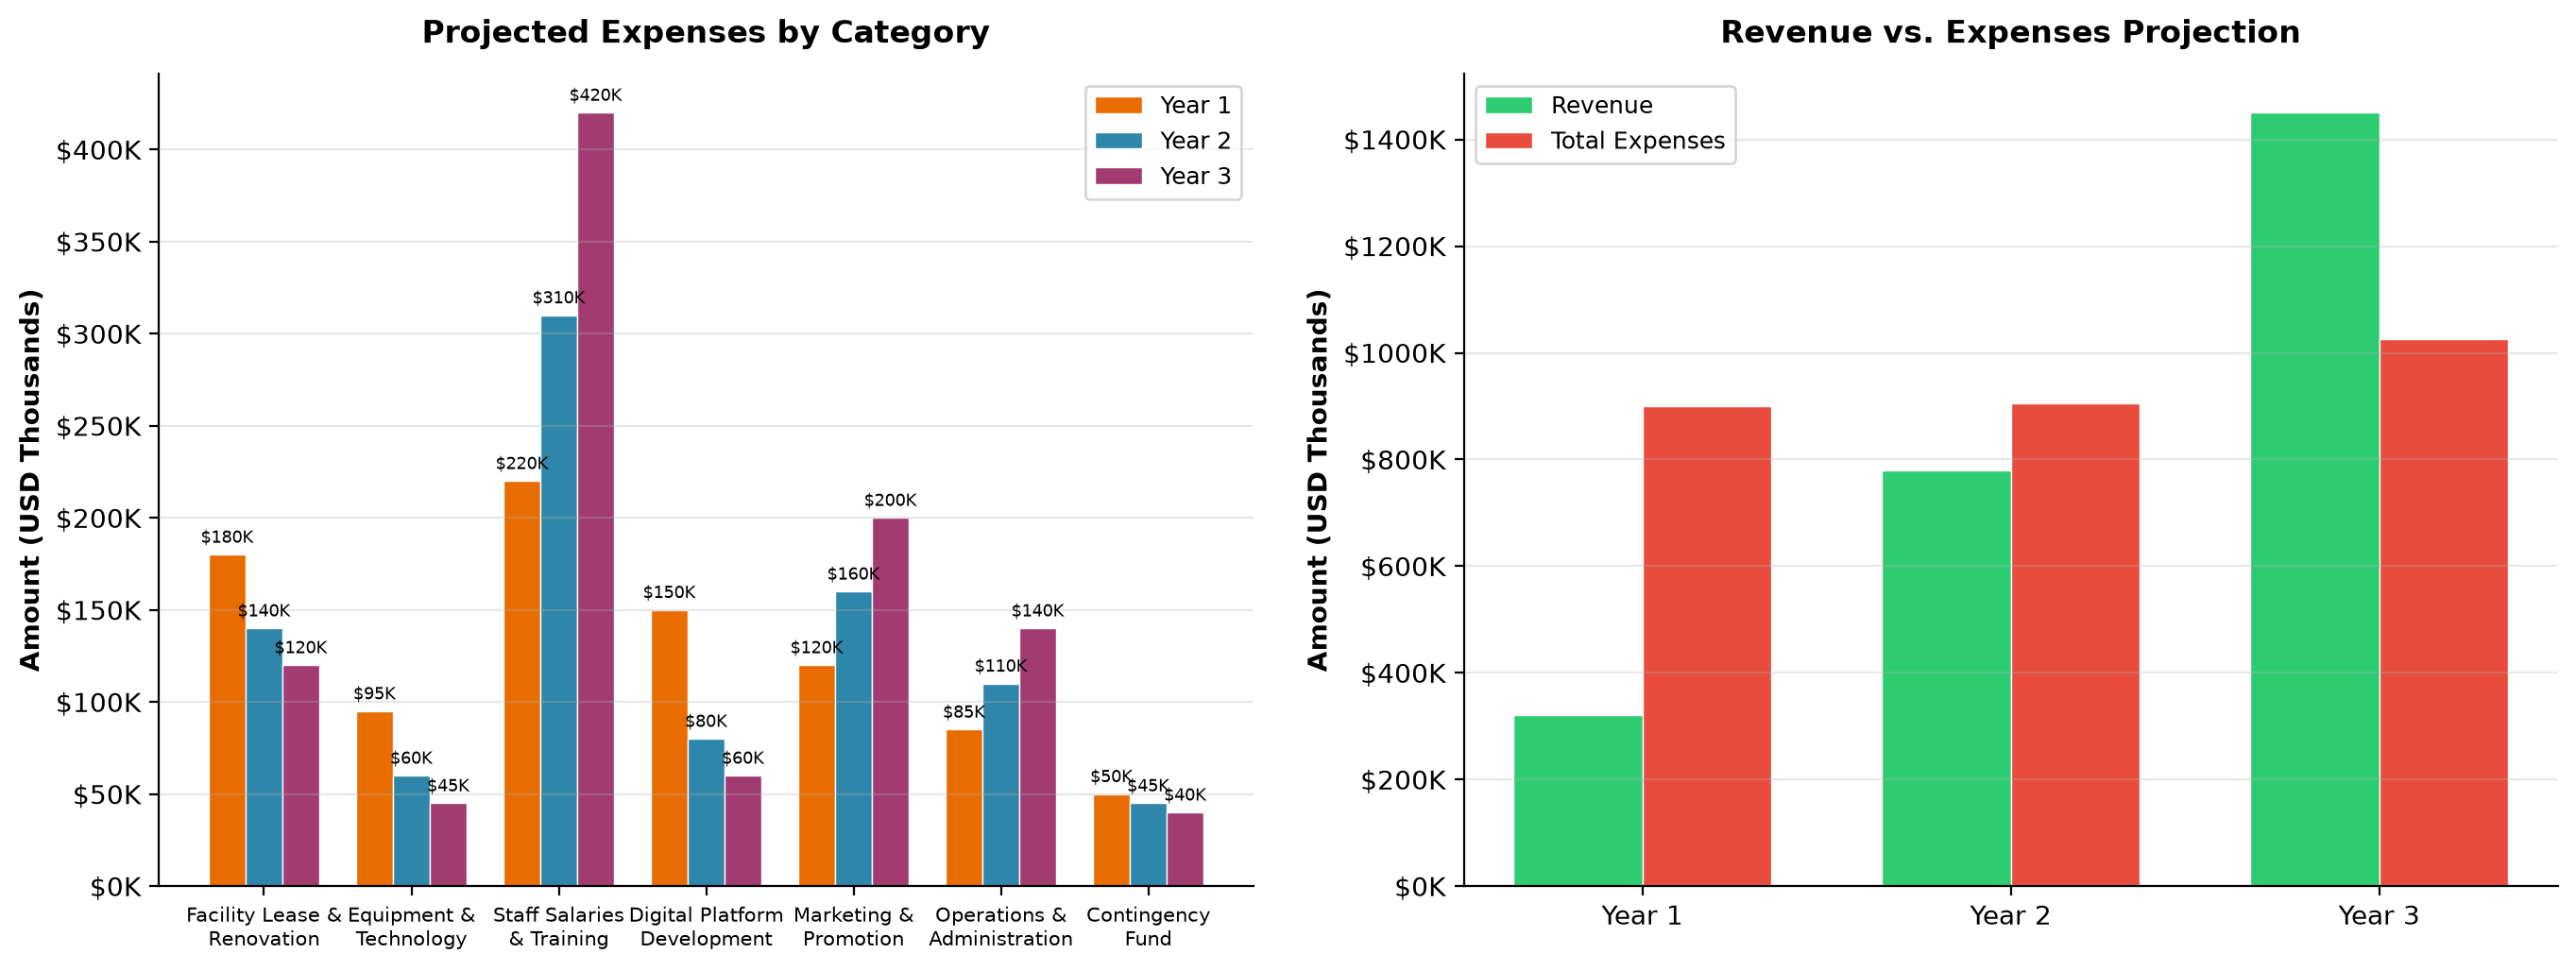 Projected Expenses by Category
Amount (USD Thousands)
$400K
$350K
$300K
$250K
$200K
$150K
$100K
$50K
$0K
Year 1
Year 2
Year 3
$180K
$140K
$120K
$95K
$60K
$45K
$220K
$310K
$420K
$150K
$80K
$60K
$120K
$160K
$200K
$85K
$110K
$140K
$50K
$45K
$40K
Facility Lease &
Renovation
Equipment &
Technology
Staff Salaries
& Training
Digital Platform
Development
Marketing &
Promotion
Operations &
Administration
Contingency
Fund
Revenue vs. Expenses Projection
Amount (USD Thousands)
$1400K
$1200K
$1000K
$800K
$600K
$400K
$200K
$0K
Revenue
Total Expenses
Year 1
Year 2
Year 3